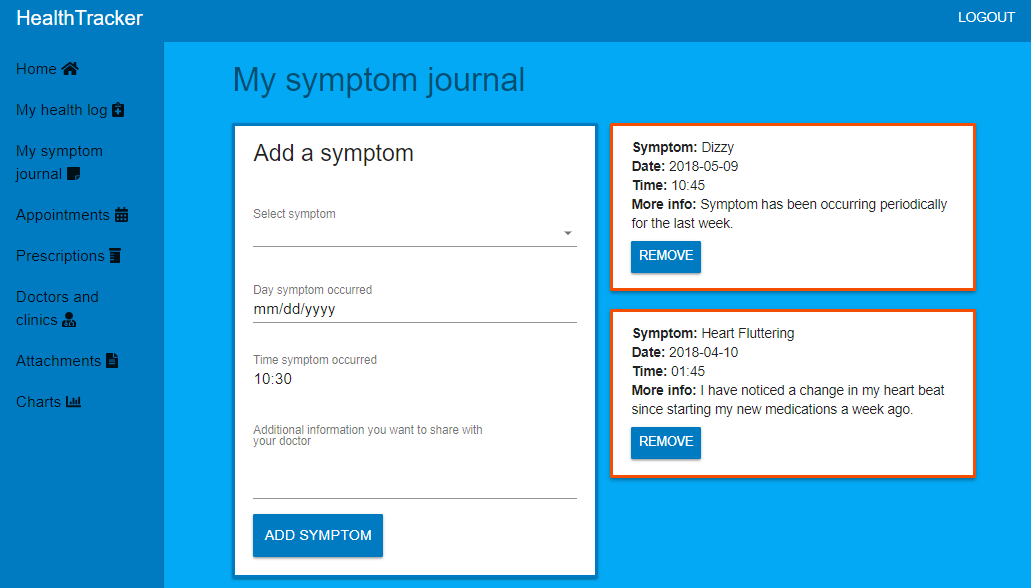 HealthTracker
LOGOUT
Home
My health log
My symptom
journal
Appointments
Prescriptions
Doctors and
clinics
Attachments
Charts
My symptom journal
Add a symptom
Select symptom
Day symptom occurred
mm/dd/yyyy
Time symptom occurred
10:30
Additional information you want to share with
your doctor
ADD SYMPTOM
Symptom: Dizzy
Date: 2018-05-09
Time: 10:45
More info: Symptom has been occurring periodically
for the last week.
REMOVE
Symptom: Heart Fluttering
Date: 2018-04-10
Time: 01:45
More info: I have noticed a change in my heart beat
since starting my new medications a week ago.
REMOVE